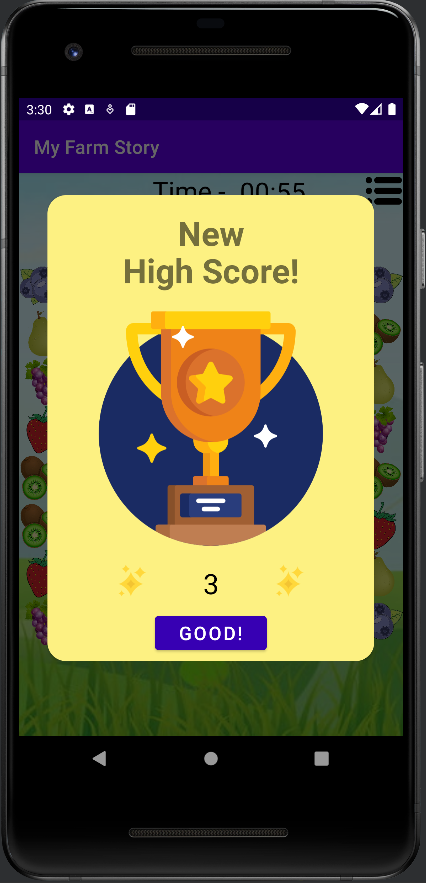 3:30
My Farm Story
Time - 00:55
New
High Score!
3
GOOD!